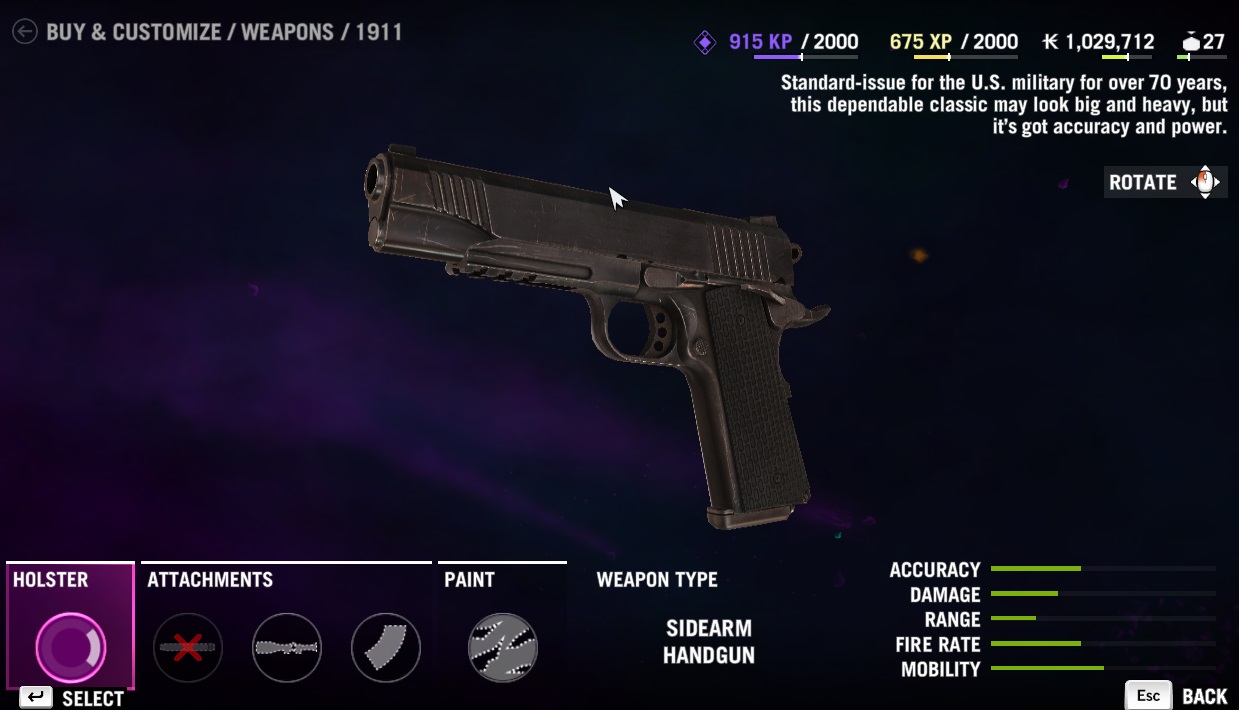 BUY & CUSTOMIZE / WEAPONS / 1911
915 KP / 2000
675 XP / 2000
1,029,712
27
Standard-issue for the U.S. military for over 70 years,
this dependable classic may look big and heavy, but
it's got accuracy and power.
ROTATE
HOLSTER
ATTACHMENTS
PAINT
WEAPON TYPE
SIDEARM
HANDGUN
ACCURACY
DAMAGE
RANGE
FIRE RATE
MOBILITY
SELECT
Esc BACK